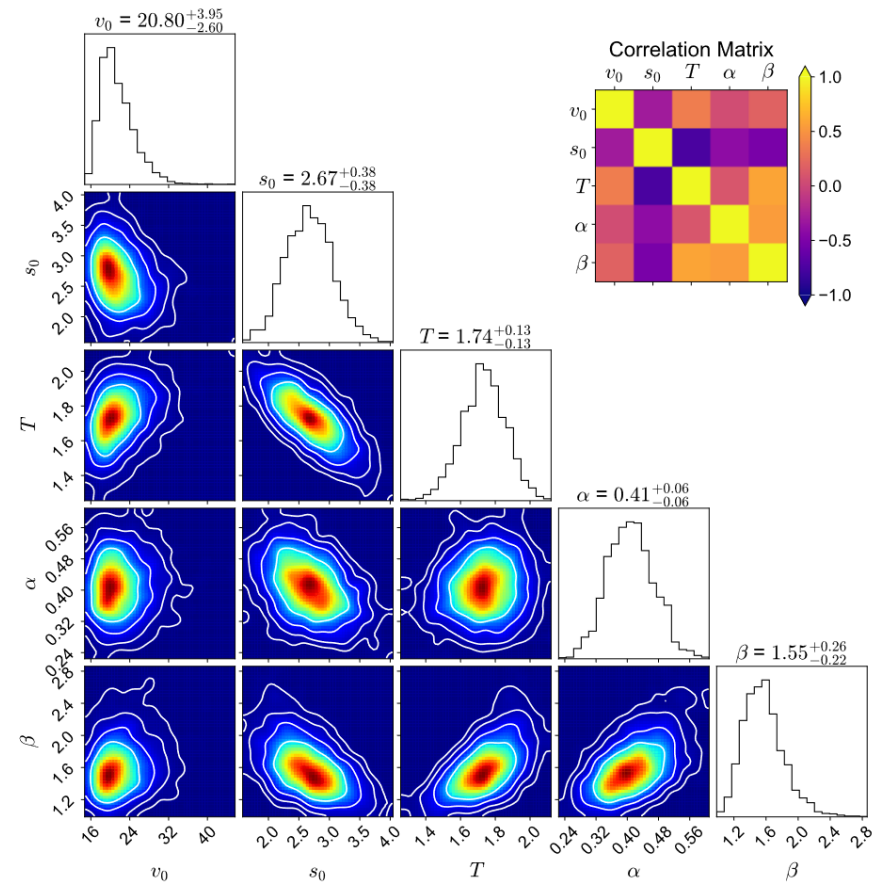 v₀ = 20.80⁺³·⁹⁵₋₂.₆₀
Correlation Matrix
v₀ s₀ T α β
v₀
s₀
T
α
β
1.0
0.5
0.0
−0.5
−1.0
s₀ = 2.67⁺⁰·³⁸₋₀.₃₈
4.0
3.5
3.0
2.5
2.0
s₀
T = 1.74⁺⁰·¹³₋₀.₁₃
2.0
1.8
1.6
1.4
T
α = 0.41⁺⁰·⁰⁶₋₀.₀₆
0.56
0.48
0.40
0.32
0.24
α
β = 1.55⁺⁰·²⁶₋₀.₂₂
2.8
2.4
2.0
1.6
1.2
β
16 24 32 40 2.0 2.5 3.0 3.5 4.0 1.4 1.6 1.8 2.0 0.24 0.32 0.40 0.48 0.56 1.2 1.6 2.0 2.4 2.8
v₀ s₀ T α β